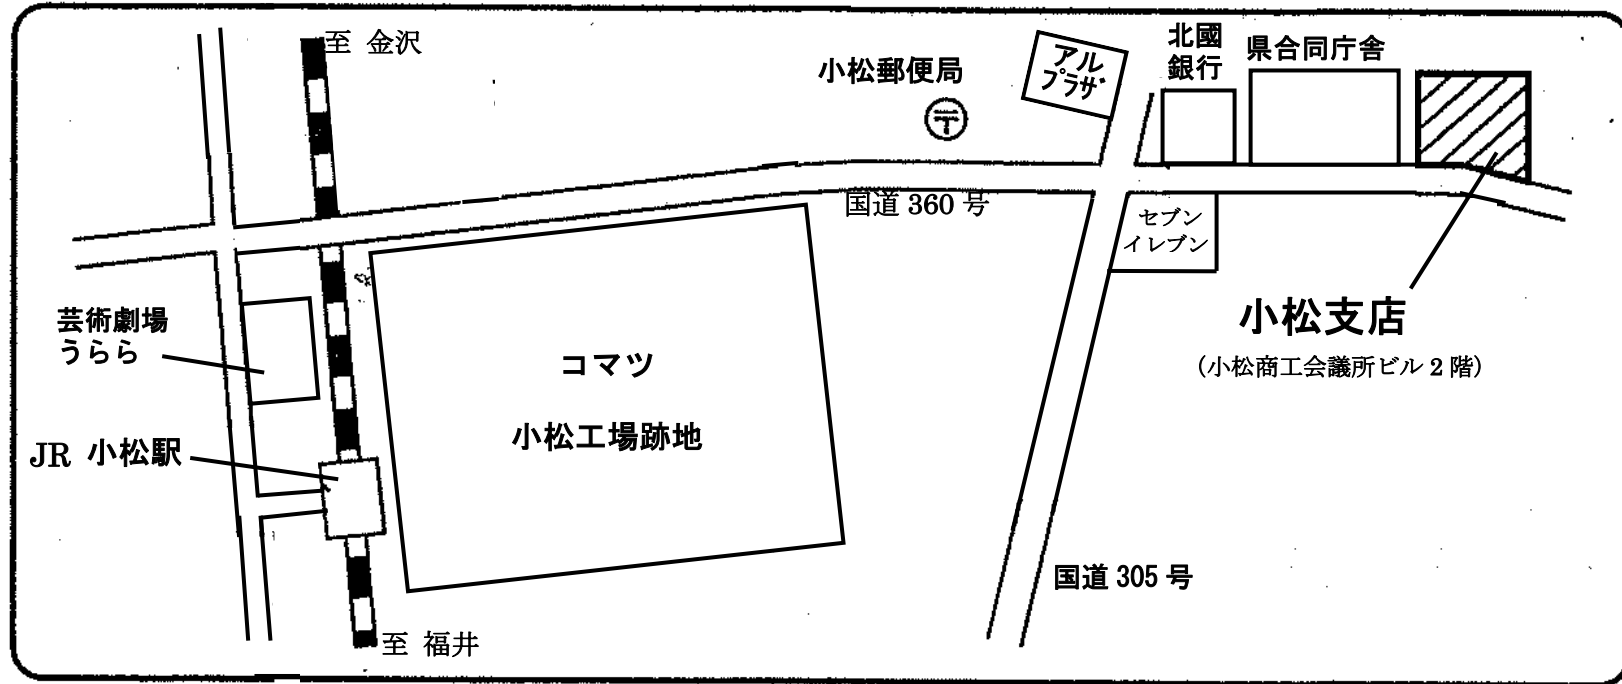 至 金沢
小松郵便局
〒
アル
プラザ
北國
銀行
県合同庁舎
国道 360 号
セブン
イレブン
芸術劇場
うらら
コマツ
小松工場跡地
小松支店
(小松商工会議所ビル 2 階)
JR 小松駅
国道 305 号
至 福井